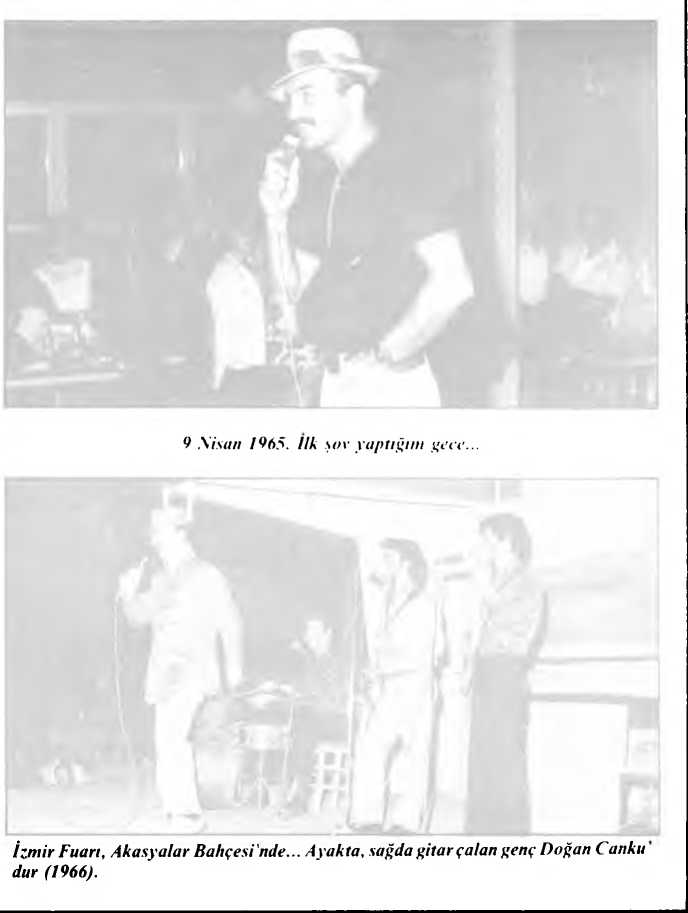 9 Nisan 1965. İlk şov yaptığım gece...
İzmir Fuarı, Akasyalar Bahçesi'nde... Ayakta, sağda gitar çalan genç Doğan Canku'
dur (1966).